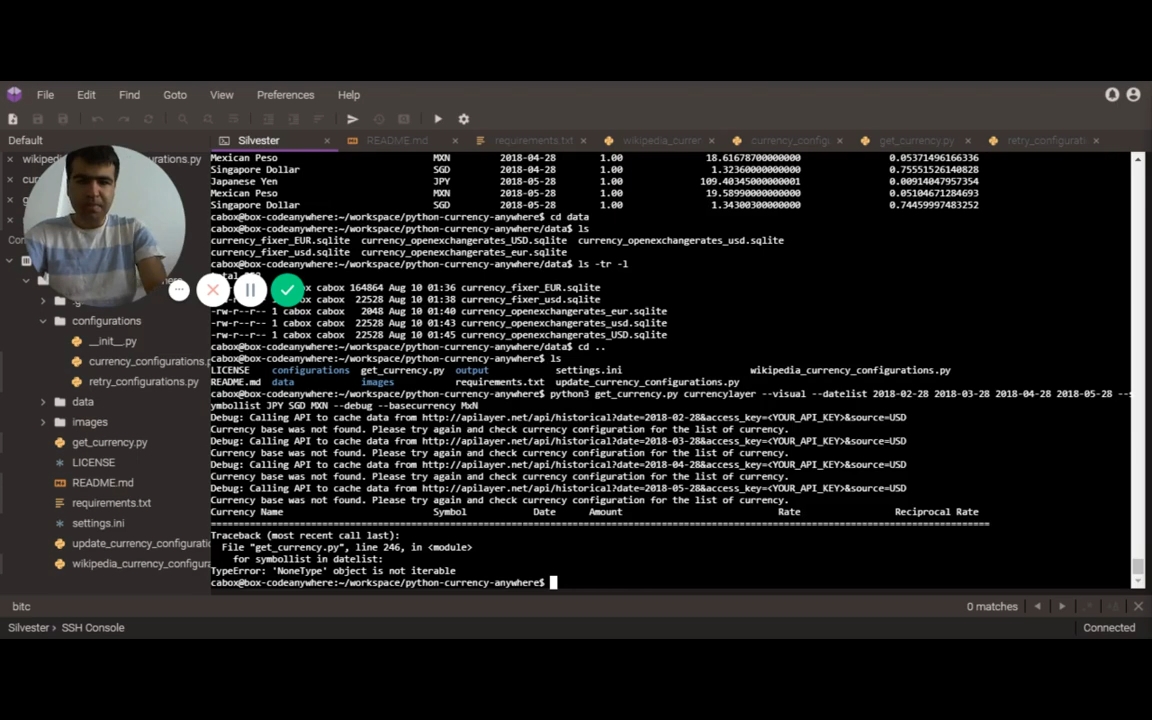 File Edit Find Goto View Preferences Help
Default
Silvester × README.md × requirements.txt × wikipedia_currer × currency_config × get_currency.py × retry_configurati ×
wikipedia_ urations.py
configurations
__init__.py
currency_configurations.p
retry_configurations.py
data
images
get_currency.py
LICENSE
README.md
requirements.txt
settings.ini
update_currency_configuratio
wikipedia_currency_configura
Mexican Peso MXN 2018-04-28 1.00 18.61678700000000 0.05371496166336
Singapore Dollar SGD 2018-04-28 1.00 1.32360000000000 0.75551526140828
Japanese Yen JPY 2018-05-28 1.00 109.40345000000001 0.00914047957354
Mexican Peso MXN 2018-05-28 1.00 19.58990000000000 0.05104671284693
Singapore Dollar SGD 2018-05-28 1.00 1.34300300000000 0.74459997483252
cabox@box-codeanywhere:~/workspace/python-currency-anywhere$ cd data
cabox@box-codeanywhere:~/workspace/python-currency-anywhere/data$ ls
currency_fixer_EUR.sqlite currency_openexchangerates_USD.sqlite currency_openexchangerates_usd.sqlite
currency_fixer_usd.sqlite currency_openexchangerates_eur.sqlite
cabox@box-codeanywhere:~/workspace/python-currency-anywhere/data$ ls -tr -l
cabox cabox 164864 Aug 10 01:36 currency_fixer_EUR.sqlite
cabox 22528 Aug 10 01:38 currency_fixer_usd.sqlite
-rw-r--r-- 1 cabox cabox 2048 Aug 10 01:40 currency_openexchangerates_eur.sqlite
-rw-r--r-- 1 cabox cabox 22528 Aug 10 01:43 currency_openexchangerates_usd.sqlite
-rw-r--r-- 1 cabox cabox 22528 Aug 10 01:45 currency_openexchangerates_USD.sqlite
cabox@box-codeanywhere:~/workspace/python-currency-anywhere/data$ cd ..
cabox@box-codeanywhere:~/workspace/python-currency-anywhere$ ls
LICENSE configurations get_currency.py output settings.ini wikipedia_currency_configurations.py
README.md data images requirements.txt update_currency_configurations.py
cabox@box-codeanywhere:~/workspace/python-currency-anywhere$ python3 get_currency.py currencylayer --visual --datelist 2018-02-28 2018-03-28 2018-04-28 2018-05-28 --s
ymbollist JPY SGD MXN --debug --basecurrency MxN
Debug: Calling API to cache data from http://apilayer.net/api/historical?date=2018-02-28&access_key=<YOUR_API_KEY>&source=USD
Currency base was not found. Please try again and check currency configuration for the list of currency.
Debug: Calling API to cache data from http://apilayer.net/api/historical?date=2018-03-28&access_key=<YOUR_API_KEY>&source=USD
Currency base was not found. Please try again and check currency configuration for the list of currency.
Debug: Calling API to cache data from http://apilayer.net/api/historical?date=2018-04-28&access_key=<YOUR_API_KEY>&source=USD
Currency base was not found. Please try again and check currency configuration for the list of currency.
Debug: Calling API to cache data from http://apilayer.net/api/historical?date=2018-05-28&access_key=<YOUR_API_KEY>&source=USD
Currency base was not found. Please try again and check currency configuration for the list of currency.
Currency Name Symbol Date Amount Rate Reciprocal Rate
Traceback (most recent call last):
File "get_currency.py", line 246, in <module>
for symbollist in datelist:
TypeError: 'NoneType' object is not iterable
cabox@box-codeanywhere:~/workspace/python-currency-anywhere$
bitc 0 matches
Silvester › SSH Console Connected